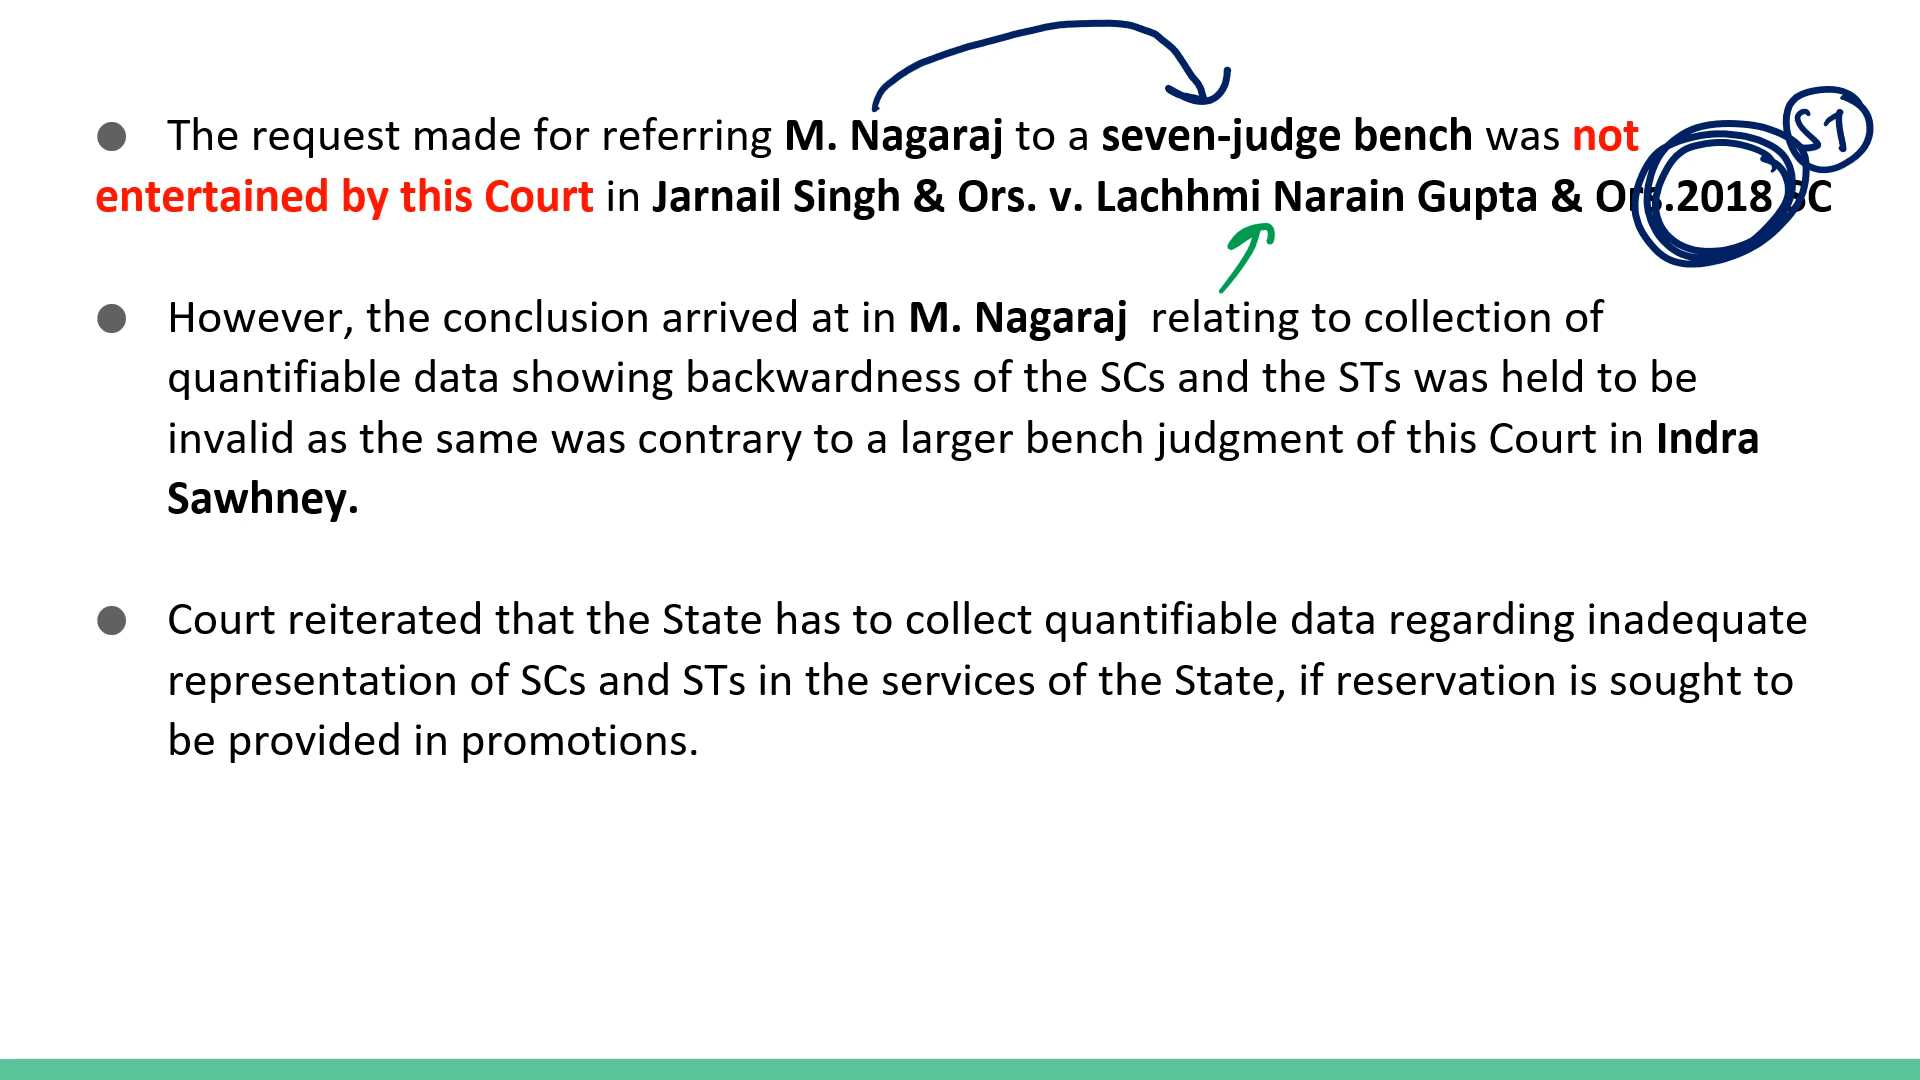 ● The request made for referring M. Nagaraj to a seven-judge bench was not
entertained by this Court in Jarnail Singh & Ors. v. Lachhmi Narain Gupta & Ors.2018 SC
● However, the conclusion arrived at in M. Nagaraj relating to collection of
quantifiable data showing backwardness of the SCs and the STs was held to be
invalid as the same was contrary to a larger bench judgment of this Court in Indra
Sawhney.
● Court reiterated that the State has to collect quantifiable data regarding inadequate
representation of SCs and STs in the services of the State, if reservation is sought to
be provided in promotions.